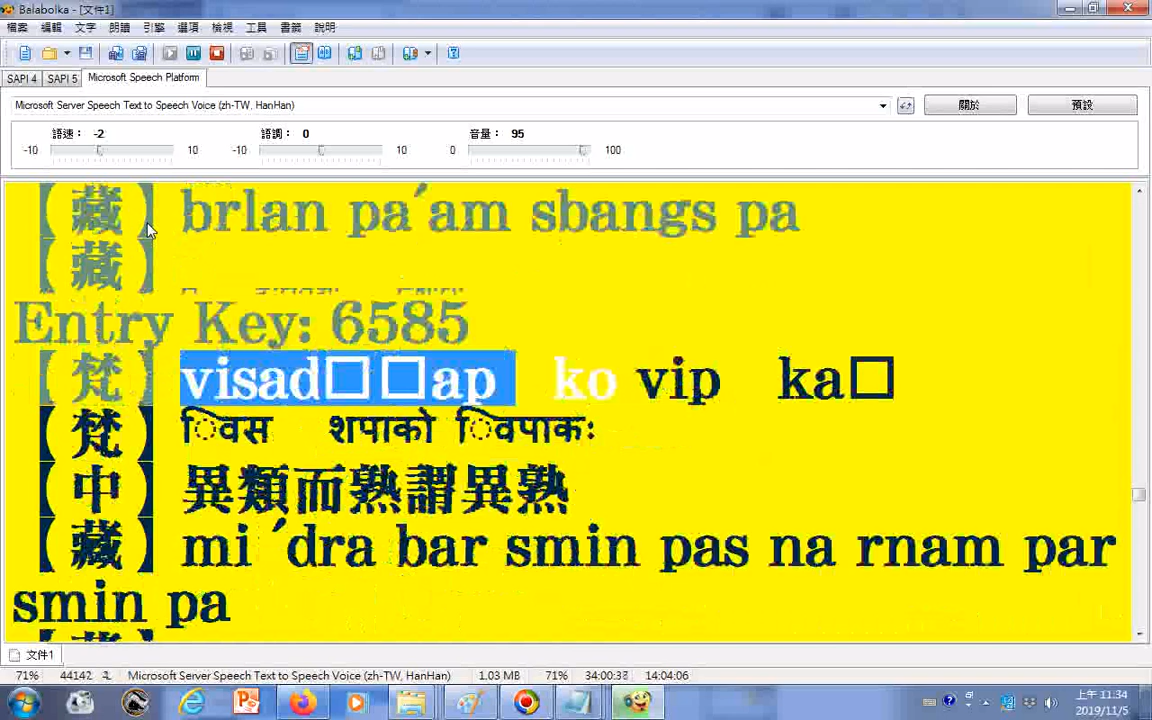 Balabolka - [文件1]
檔案 編輯 文字 朗讀 引擎 選項 檢視 工具 書籤 說明
SAPI 4 SAPI 5 Microsoft Speech Platform
Microsoft Server Speech Text to Speech Voice (zh-TW, HanHan) 關於 預設
語速： -2 語調： 0 音量： 95
-10 10 -10 10 0 100
【藏】 brlan pa´am sbangs pa
【藏】
Entry Key: 6585
【梵】 visad□□ap ko vip ka□
【梵】 िवस शपाको िवपाकः
【中】 異類而熟謂異熟
【藏】 mi ´dra bar smin pas na rnam par
smin pa
文件1
71% 44142 Microsoft Server Speech Text to Speech Voice (zh-TW, HanHan) 1.03 MB 71% 34:00:37 14:04:06
上午 11:34
2019/11/5